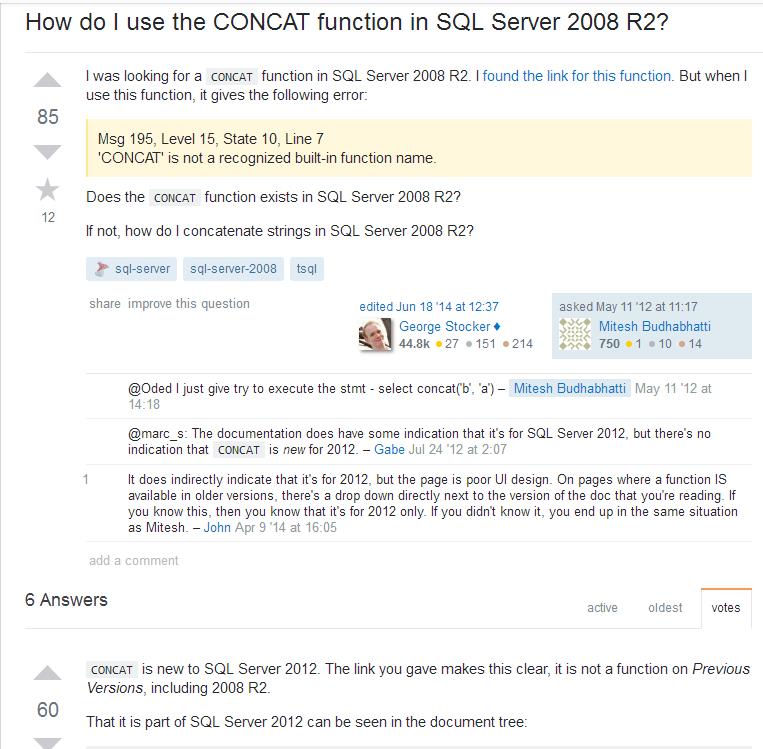 How do I use the CONCAT function in SQL Server 2008 R2?
I was looking for a CONCAT function in SQL Server 2008 R2. I found the link for this function. But when I
use this function, it gives the following error:
85
Msg 195, Level 15, State 10, Line 7
'CONCAT' is not a recognized built-in function name.
Does the CONCAT function exists in SQL Server 2008 R2?
12
If not, how do I concatenate strings in SQL Server 2008 R2?
sql-server sql-server-2008 tsql
share improve this question
edited Jun 18 '14 at 12:37
George Stocker ♦
44.8k ● 27 ● 151 ● 214
asked May 11 '12 at 11:17
Mitesh Budhabhatti
750 ● 1 ● 10 ● 14
@Oded I just give try to execute the stmt - select concat('b', 'a') – Mitesh Budhabhatti May 11 '12 at
14:18
@marc_s: The documentation does have some indication that it's for SQL Server 2012, but there's no
indication that CONCAT is new for 2012. – Gabe Jul 24 '12 at 2:07
1 It does indirectly indicate that it's for 2012, but the page is poor UI design. On pages where a function IS
available in older versions, there's a drop down directly next to the version of the doc that you're reading. If
you know this, then you know that it's for 2012 only. If you didn't know it, you end up in the same situation
as Mitesh. – John Apr 9 '14 at 16:05
add a comment
6 Answers
active oldest votes
CONCAT is new to SQL Server 2012. The link you gave makes this clear, it is not a function on Previous
Versions, including 2008 R2.
60
That it is part of SQL Server 2012 can be seen in the document tree: